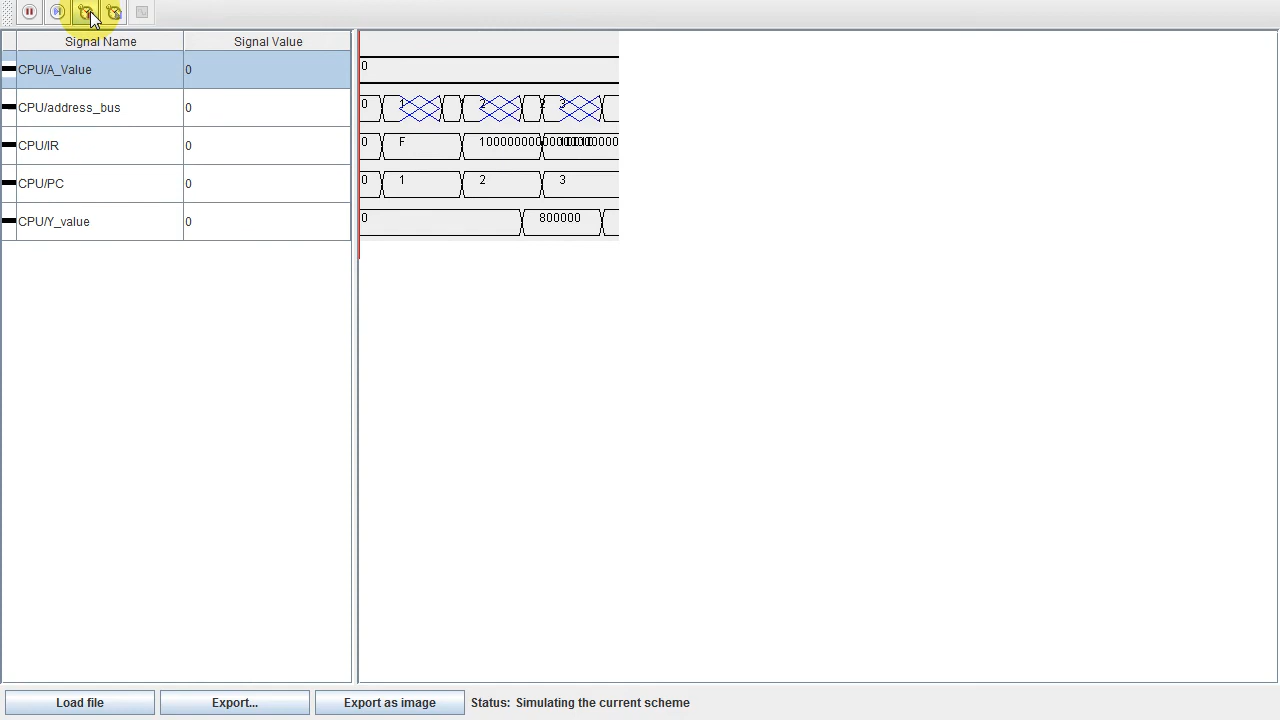 Signal Name Signal Value
CPU/A_Value 0 0
CPU/address_bus 0 0 1 2 2 3
CPU/IR 0 0 F
CPU/PC 0 0 1 2 3
CPU/Y_value 0 0 800000
Load file Export... Export as image Status: Simulating the current scheme